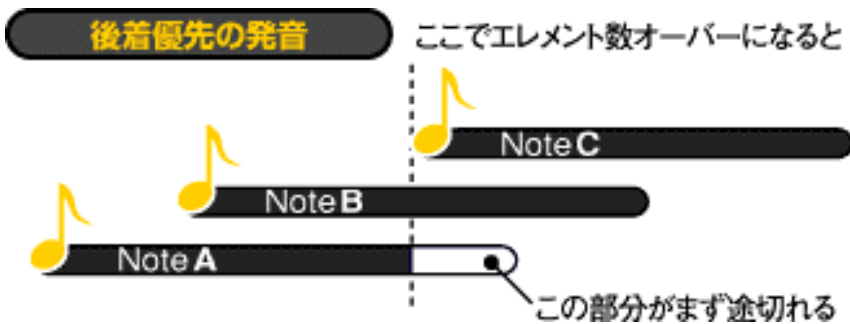 後着優先の発音
ここでエレメント数オーバーになると
Note C
Note B
Note A
この部分がまず途切れる